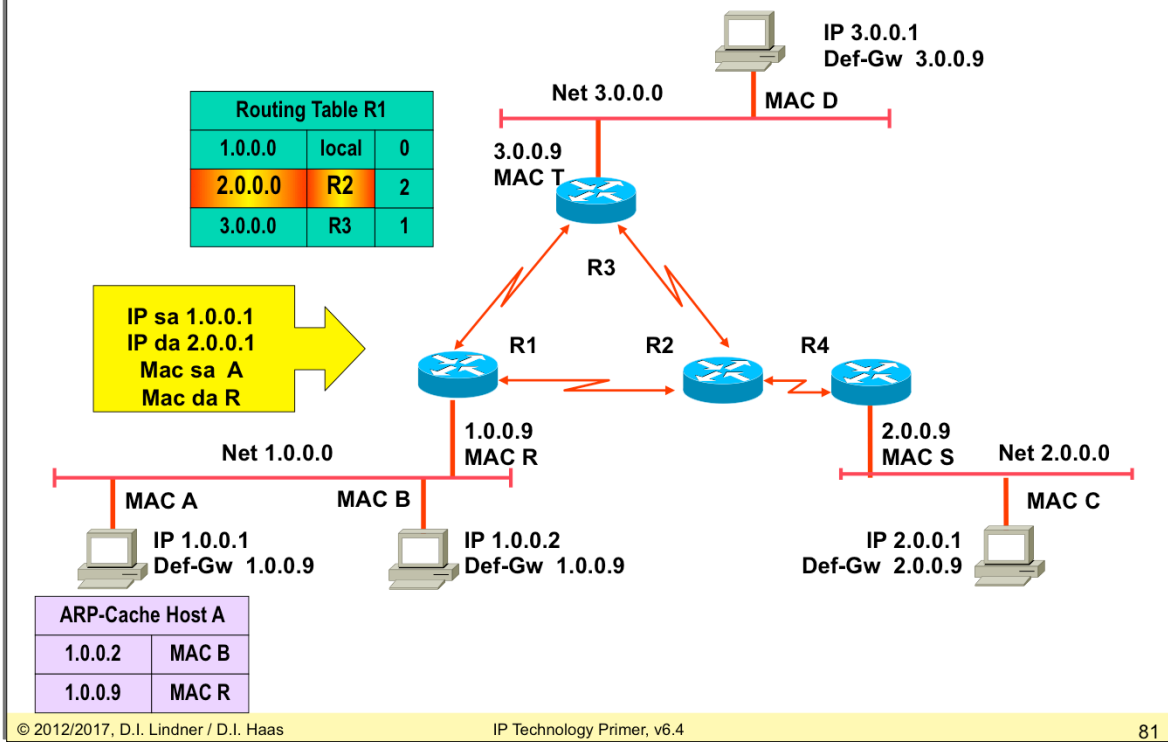 IP 3.0.0.1
Def-Gw 3.0.0.9
Net 3.0.0.0
MAC D
3.0.0.9
MAC T
R3
Routing Table R1
1.0.0.0 local 0
2.0.0.0 R2 2
3.0.0.0 R3 1
IP sa 1.0.0.1
IP da 2.0.0.1
Mac sa A
Mac da R
R1
R2
R4
1.0.0.9
MAC R
2.0.0.9
MAC S
Net 1.0.0.0
Net 2.0.0.0
MAC A
MAC B
MAC C
IP 1.0.0.1
Def-Gw 1.0.0.9
IP 1.0.0.2
Def-Gw 1.0.0.9
IP 2.0.0.1
Def-Gw 2.0.0.9
ARP-Cache Host A
1.0.0.2 MAC B
1.0.0.9 MAC R
© 2012/2017, D.I. Lindner / D.I. Haas
IP Technology Primer, v6.4
81